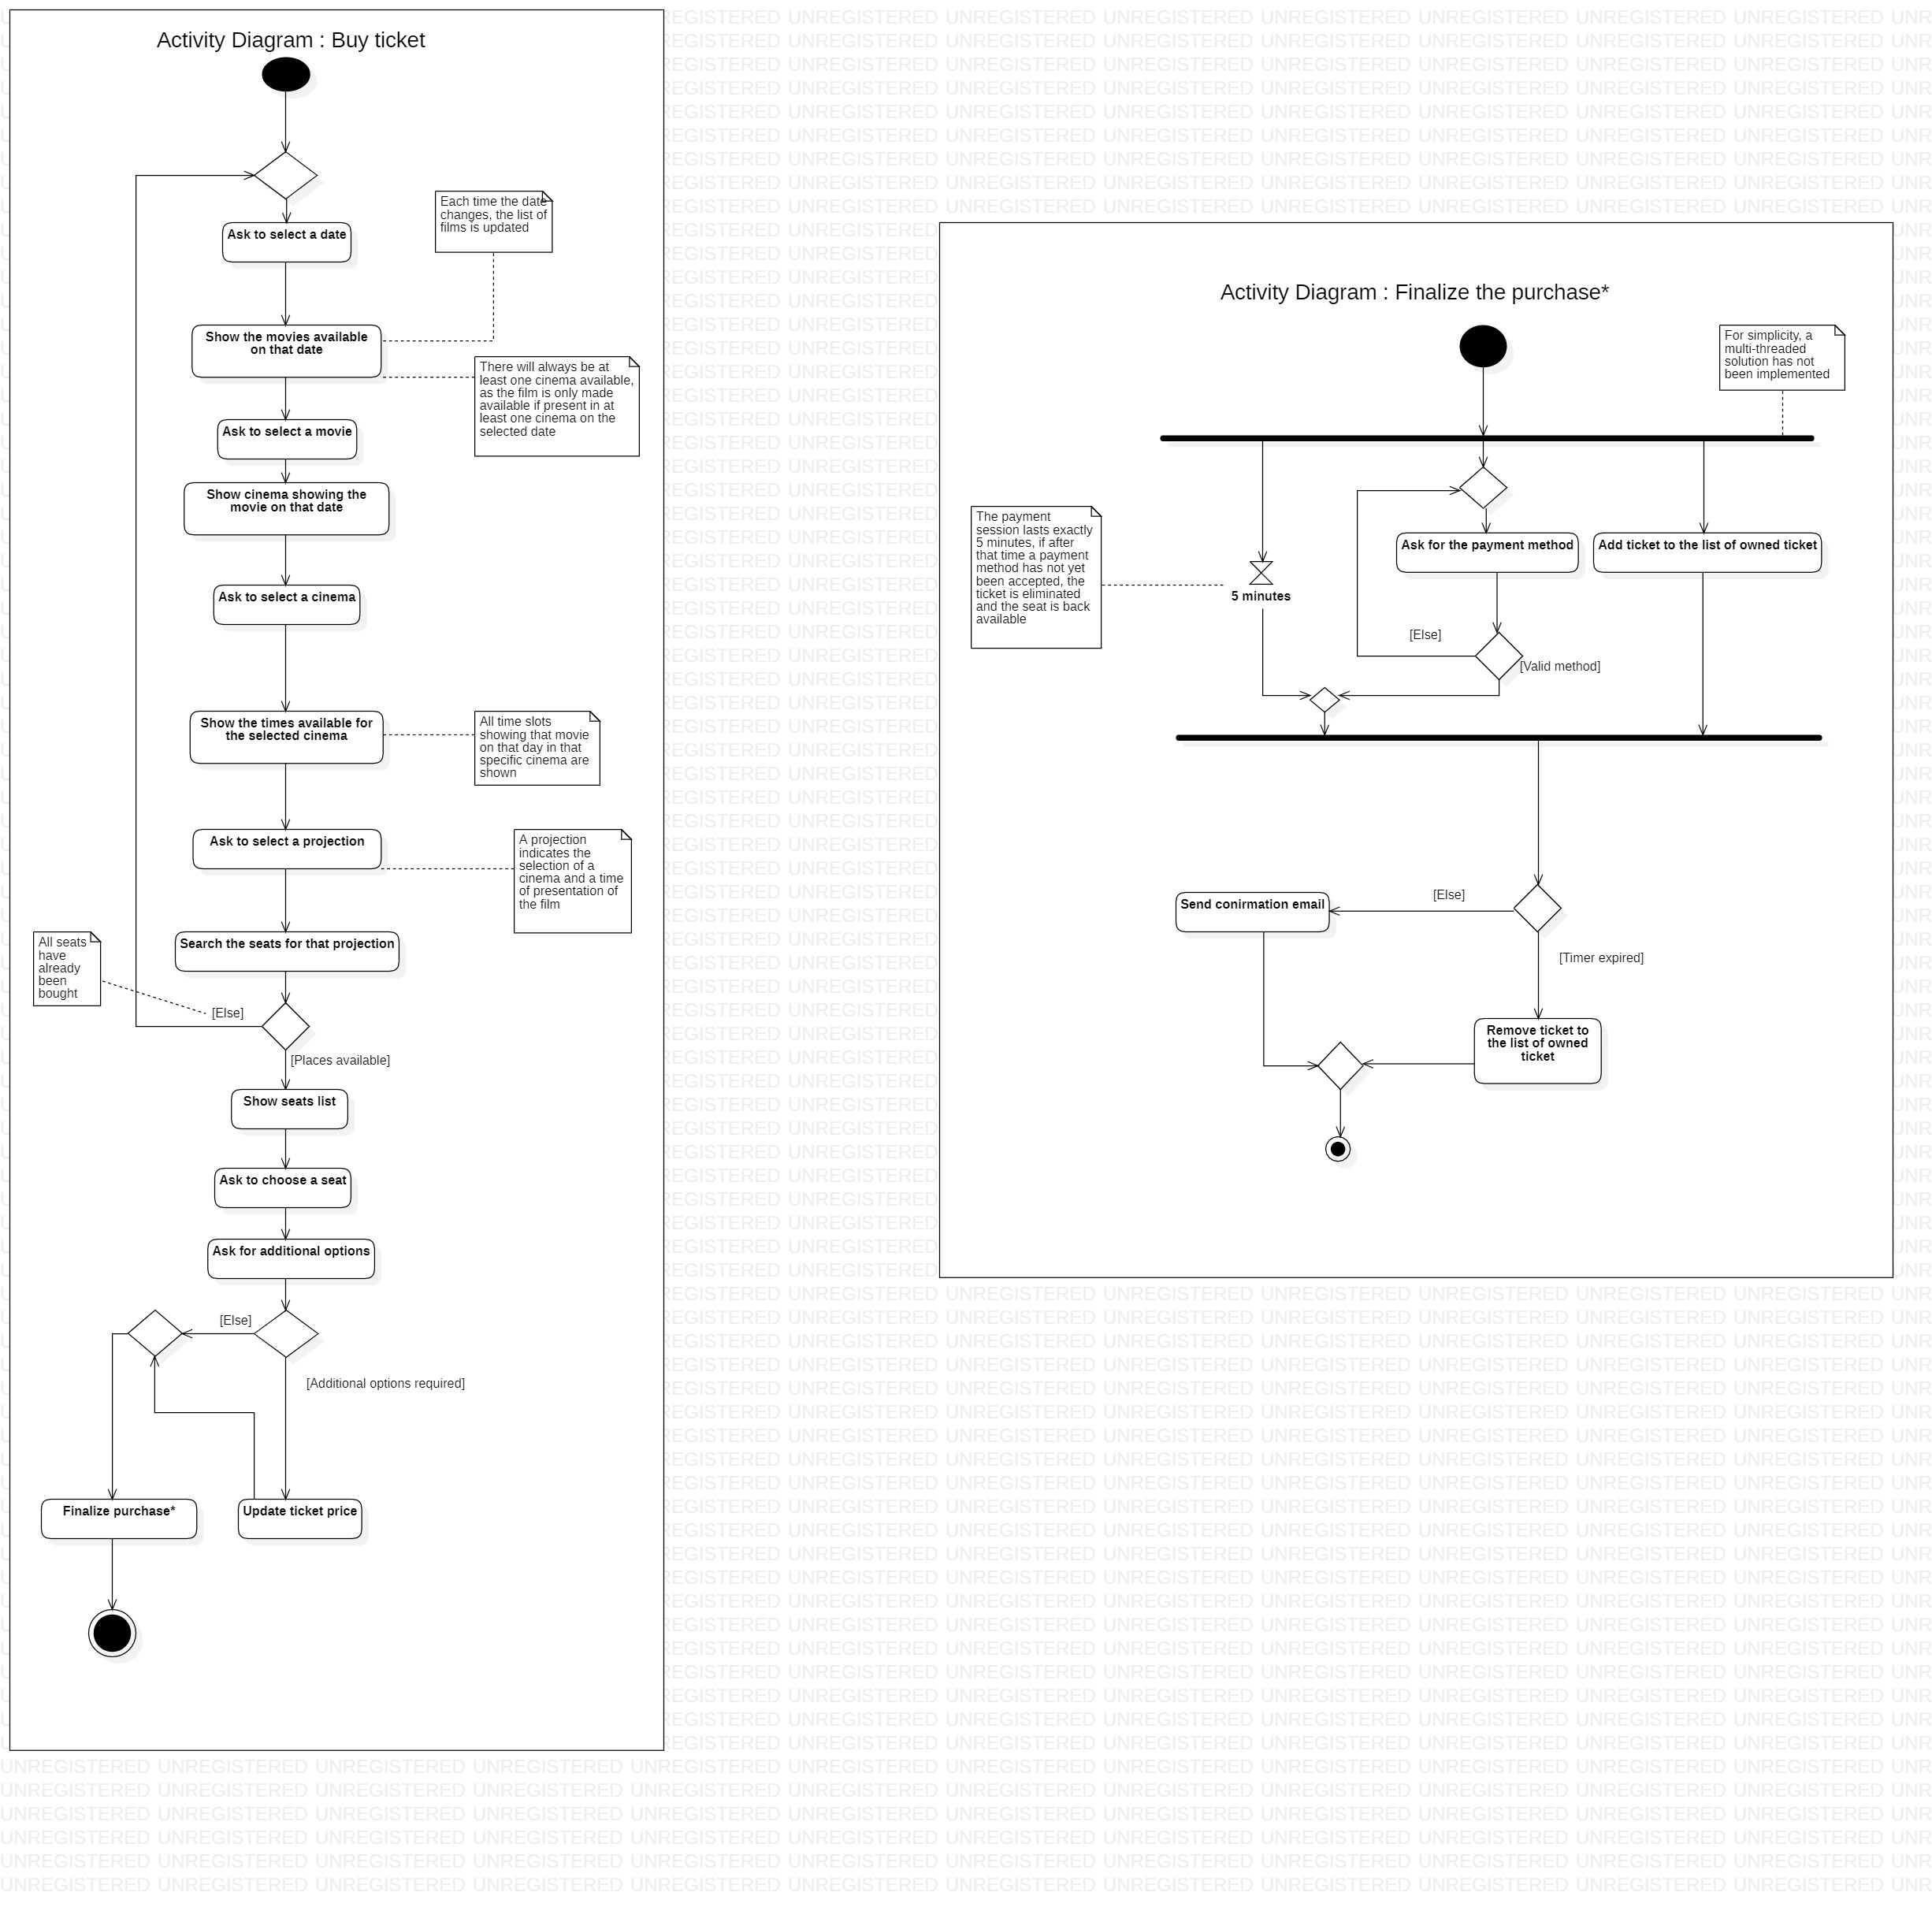 Activity Diagram : Buy ticket
Each time the date
changes, the list of
films is updated
Ask to select a date
Show the movies available
on that date
There will always be at
least one cinema available,
as the film is only made
available if present in at
least one cinema on the
selected date
Ask to select a movie
Show cinema showing the
movie on that date
Ask to select a cinema
Show the times available for
the selected cinema
All time slots
showing that movie
on that day in that
specific cinema are
shown
Ask to select a projection
A projection
indicates the
selection of a
cinema and a time
of presentation of
the film
Search the seats for that projection
All seats
have
already
been
bought
[Else]
[Places available]
Show seats list
Ask to choose a seat
Ask for additional options
[Else]
[Additional options required]
Finalize purchase*
Update ticket price
Activity Diagram : Finalize the purchase*
For simplicity, a
multi-threaded
solution has not
been implemented
The payment
session lasts exactly
5 minutes, if after
that time a payment
method has not yet
been accepted, the
ticket is eliminated
and the seat is back
available
5 minutes
Ask for the payment method
Add ticket to the list of owned ticket
[Else]
[Valid method]
Send conirmation email
[Else]
[Timer expired]
Remove ticket to
the list of owned
ticket